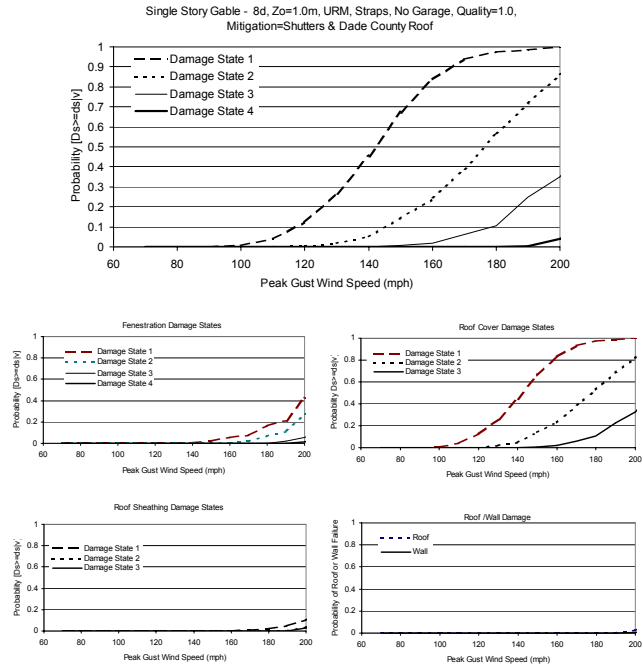 Single Story Gable - 8d, Zo=1.0m, URM, Straps, No Garage, Quality=1.0,
Mitigation=Shutters & Dade County Roof
Probability [Ds>=ds|v]
1
0.9
0.8
0.7
0.6
0.5
0.4
0.3
0.2
0.1
0
Damage State 1
Damage State 2
Damage State 3
Damage State 4
60 80 100 120 140 160 180 200
Peak Gust Wind Speed (mph)
Fenestration Damage States
Probability [Ds>=ds|v]
1
0.8
0.6
0.4
0.2
0
Damage State 1
Damage State 2
Damage State 3
Damage State 4
60 80 100 120 140 160 180 200
Peak Gust Wind Speed (mph)
Roof Cover Damage States
Probability Ds>=ds|v]
1
0.8
0.6
0.4
0.2
0
Damage State 1
Damage State 2
Damage State 3
60 80 100 120 140 160 180 200
Peak Gust Wind Speed (mph)
Roof Sheathing Damage States
Probability [Ds>=ds|v]
1
0.8
0.6
0.4
0.2
0
Damage State 1
Damage State 2
Damage State 3
60 80 100 120 140 160 180 200
Peak Gust Wind Speed (mph)
Roof /Wall Damage
Probability of Roof or Wall Failure
1
0.8
0.6
0.4
0.2
0
Roof
Wall
60 80 100 120 140 160 180 200
Peak Gust Wind Speed (mph)